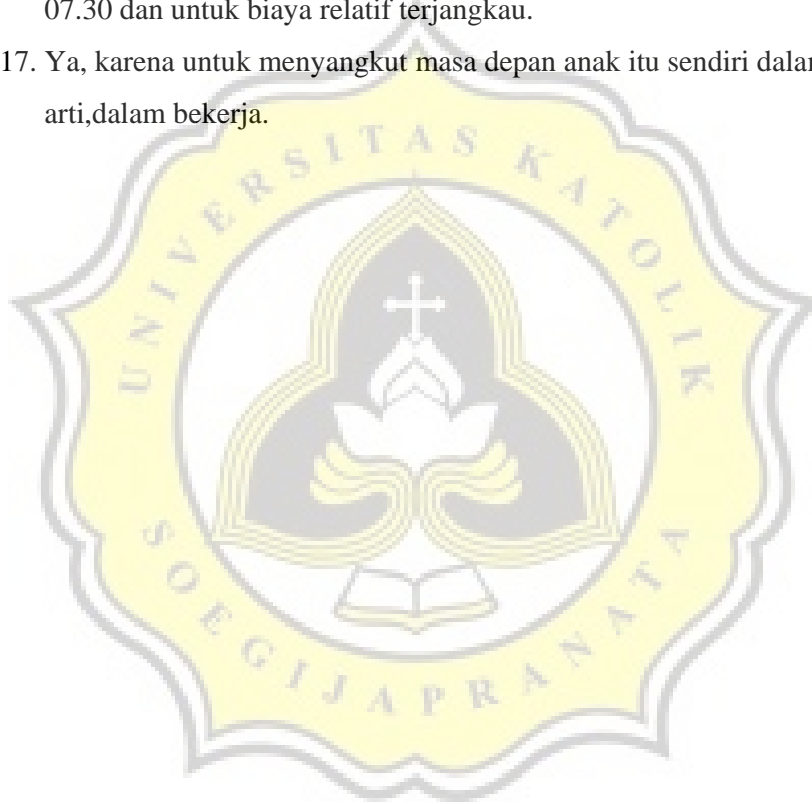 07.30 dan untuk biaya relatif terjangkau.
17. Ya, karena untuk menyangkut masa depan anak itu sendiri
arti,dalam bekerja.
UNIVERSITAS KATOLIK
SOEGIJAPRANATA